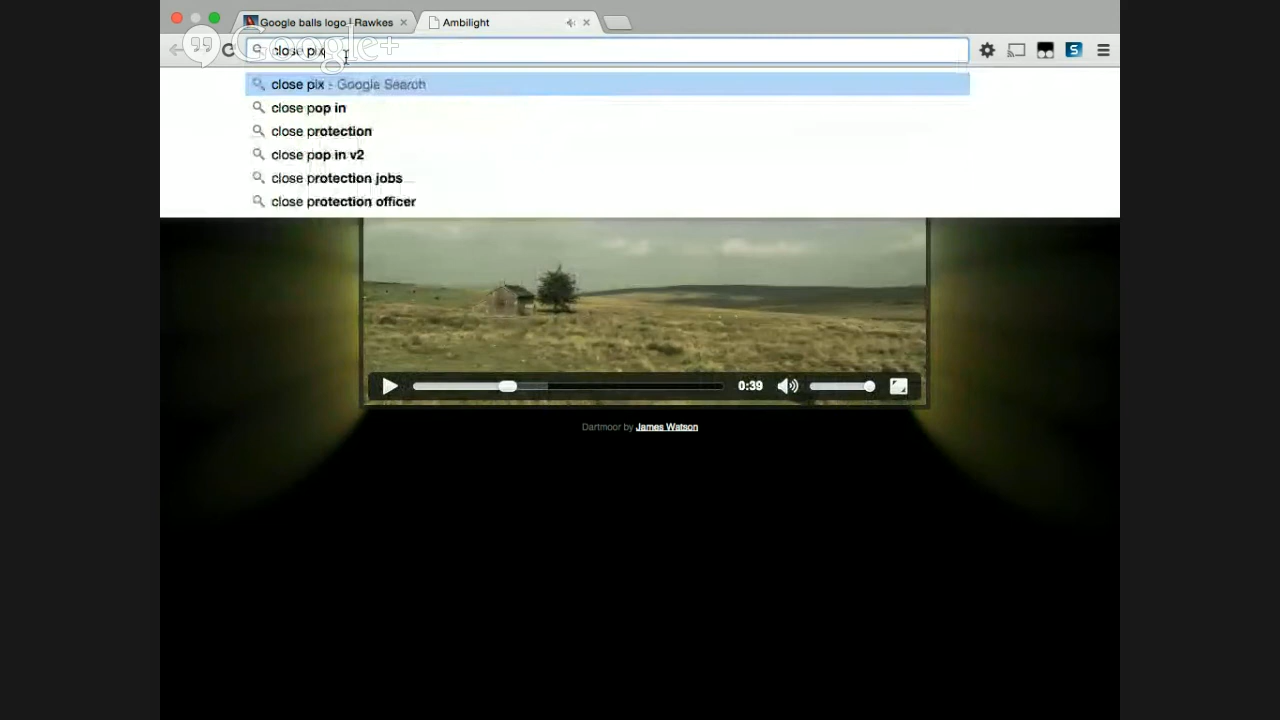 Google balls logo | Rawkes
Ambilight
Google+
close pix
close pix - Google Search
close pop in
close protection
close pop in v2
close protection jobs
close protection officer
0:39
Dartmoor by James Watson
S